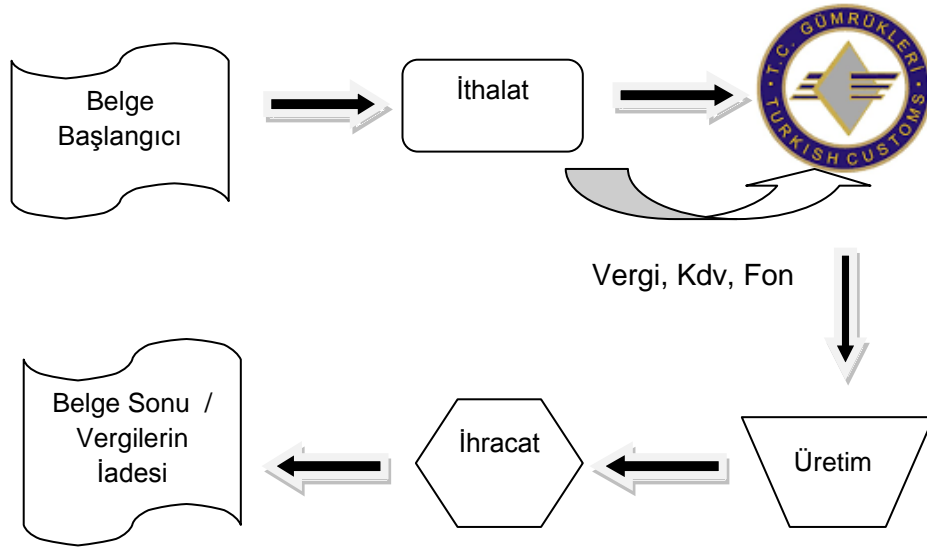 Belge
Başlangıcı
İthalat
T.C. GÜMRÜKLERİ
TURKISH CUSTOMS
Vergi, Kdv, Fon
Üretim
İhracat
Belge Sonu /
Vergilerin
İadesi